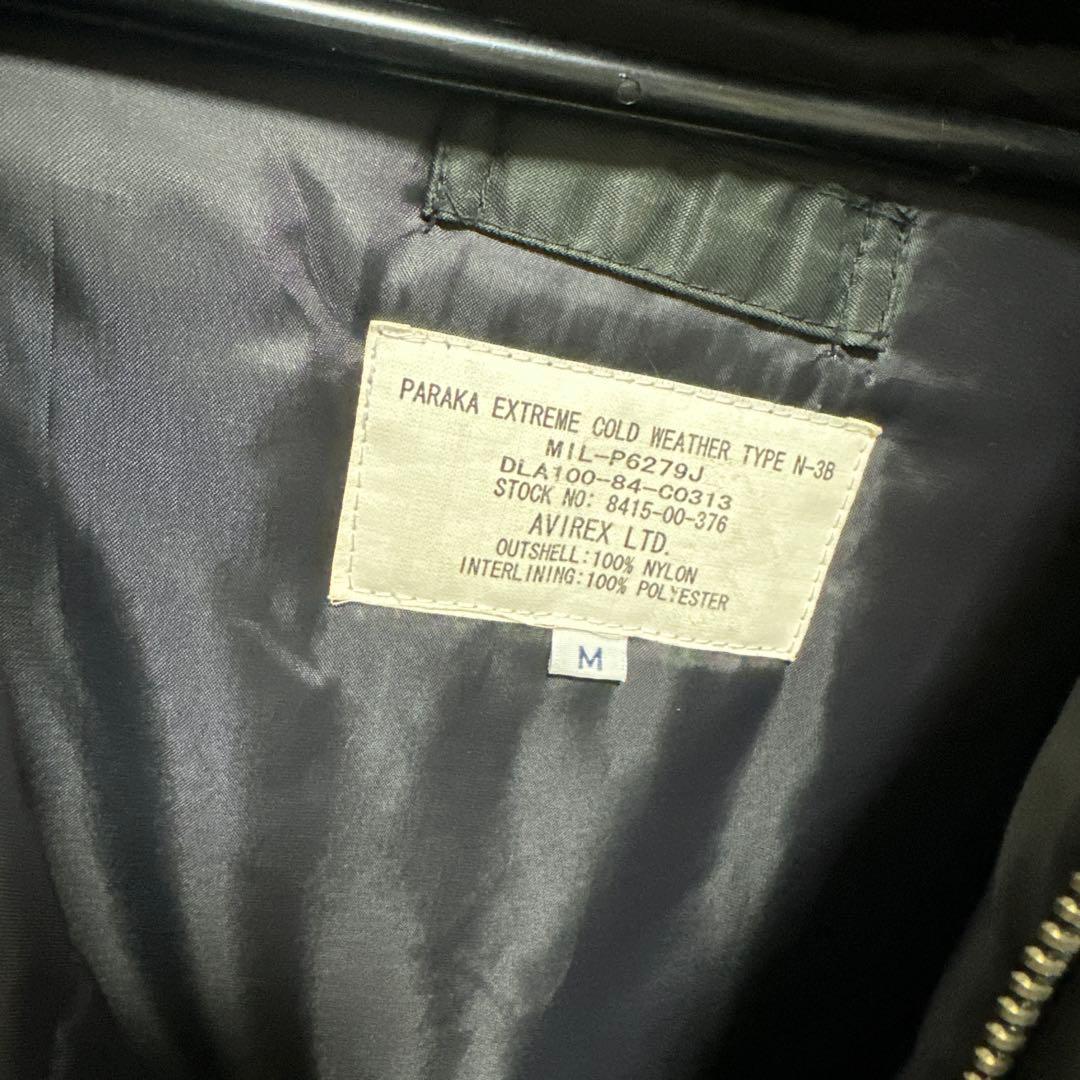 PARAKA EXTREME COLD WEATHER TYPE N-3B
MIL-P6279J
DLA100-84-C0313
STOCK NO: 8415-00-376
AVIREX LTD.
OUTSHELL:100% NYLON
INTERLINING:100% POLYESTER
M